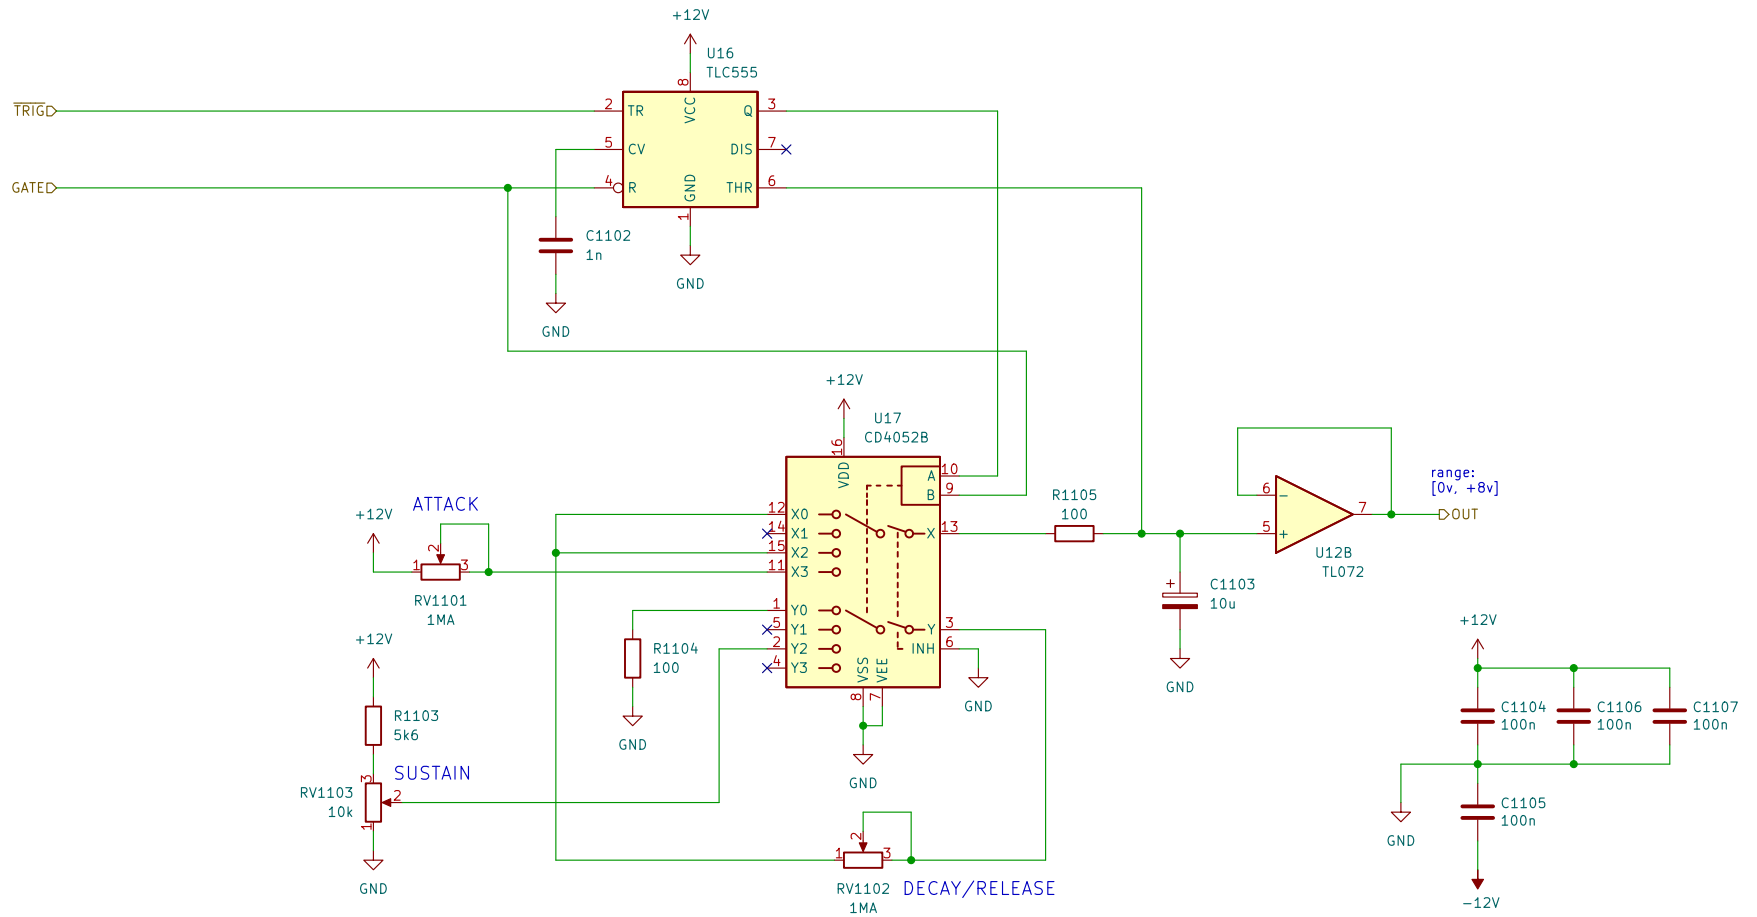 +12V
U16
TLC555
8
VCC
TRIG
2
TR
Q
3
5
CV
DIS
7
GATE
4
R
GND
THR
6
1
C1102
1n
GND
GND
+12V
U17
CD4052B
16
VDD
A
10
B
9
ATTACK
+12V
2
1
3
RV1101
1MA
12
X0
14
X1
15
X2
11
X3
X
13
1
Y0
5
Y1
2
Y2
4
Y3
Y
3
INH
6
VSS
VEE
8
7
GND
GND
R1104
100
GND
+12V
R1103
5k6
SUSTAIN
3
RV1103
10k
2
1
GND
2
1
3
RV1102
1MA
DECAY/RELEASE
R1105
100
C1103
10u
+
GND
6
−
5
+
7
U12B
TL072
range:
[0v, +8v]
OUT
+12V
C1104
100n
C1106
100n
C1107
100n
GND
C1105
100n
−12V